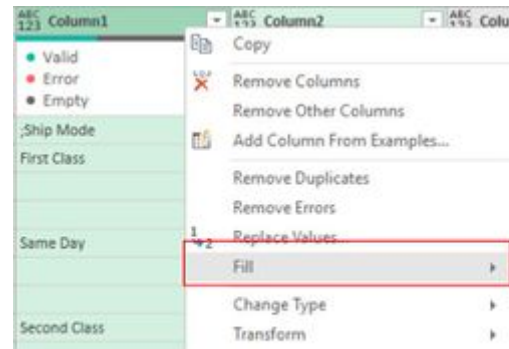 ABC 123 Column1 ABC 123 Column2 ABC 123 Colu
Valid
Error
Empty
;Ship Mode
First Class
Same Day
Second Class
Copy
Remove Columns
Remove Other Columns
Add Column From Examples...
Remove Duplicates
Remove Errors
1 2 Replace Values...
Fill
Change Type
Transform